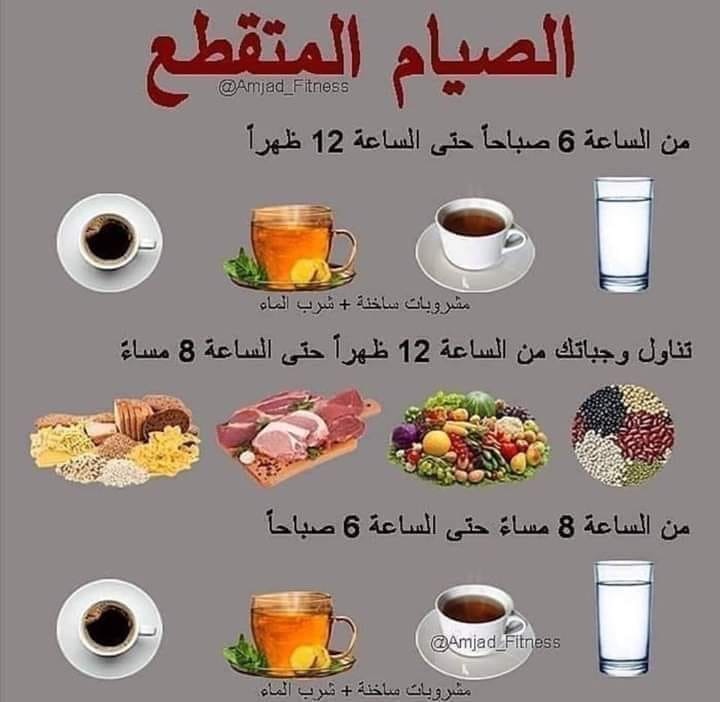 الصيام المتقطع
@Amjad_Fitness
من الساعة 6 صباحاً حتى الساعة 12 ظهراً
مشروبات ساخنة + شرب الماء
تناول وجباتك من الساعة 12 ظهراً حتى الساعة 8 مساءً
من الساعة 8 مساءً حتى الساعة 6 صباحاً
@Amjad_Fitness
مشروبات ساخنة + شرب الماء